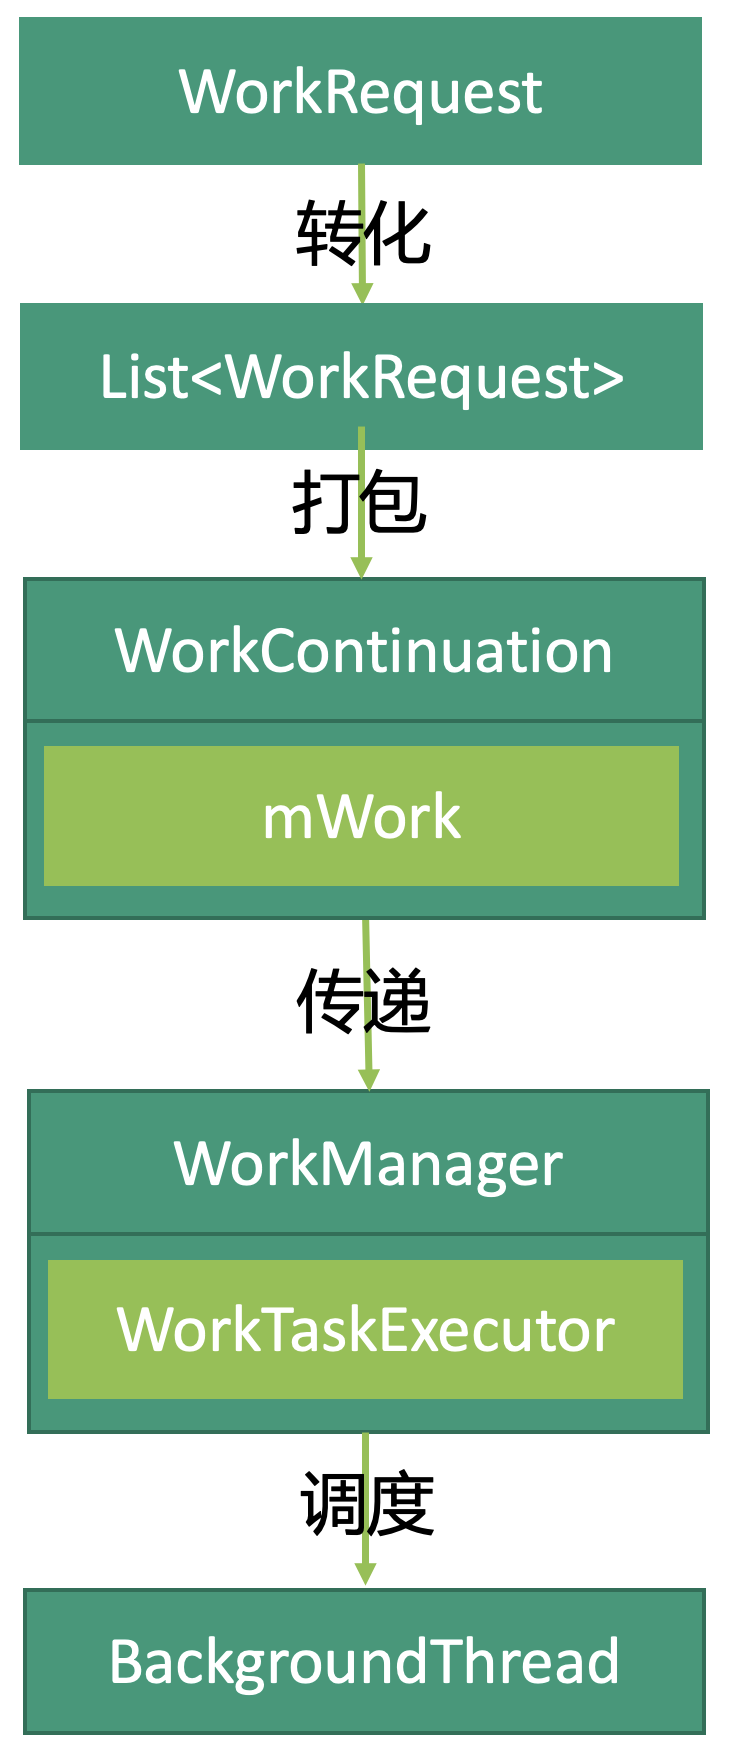 WorkRequest
转化
List<WorkRequest>
打包
WorkContinuation
mWork
传递
WorkManager
WorkTaskExecutor
调度
BackgroundThread